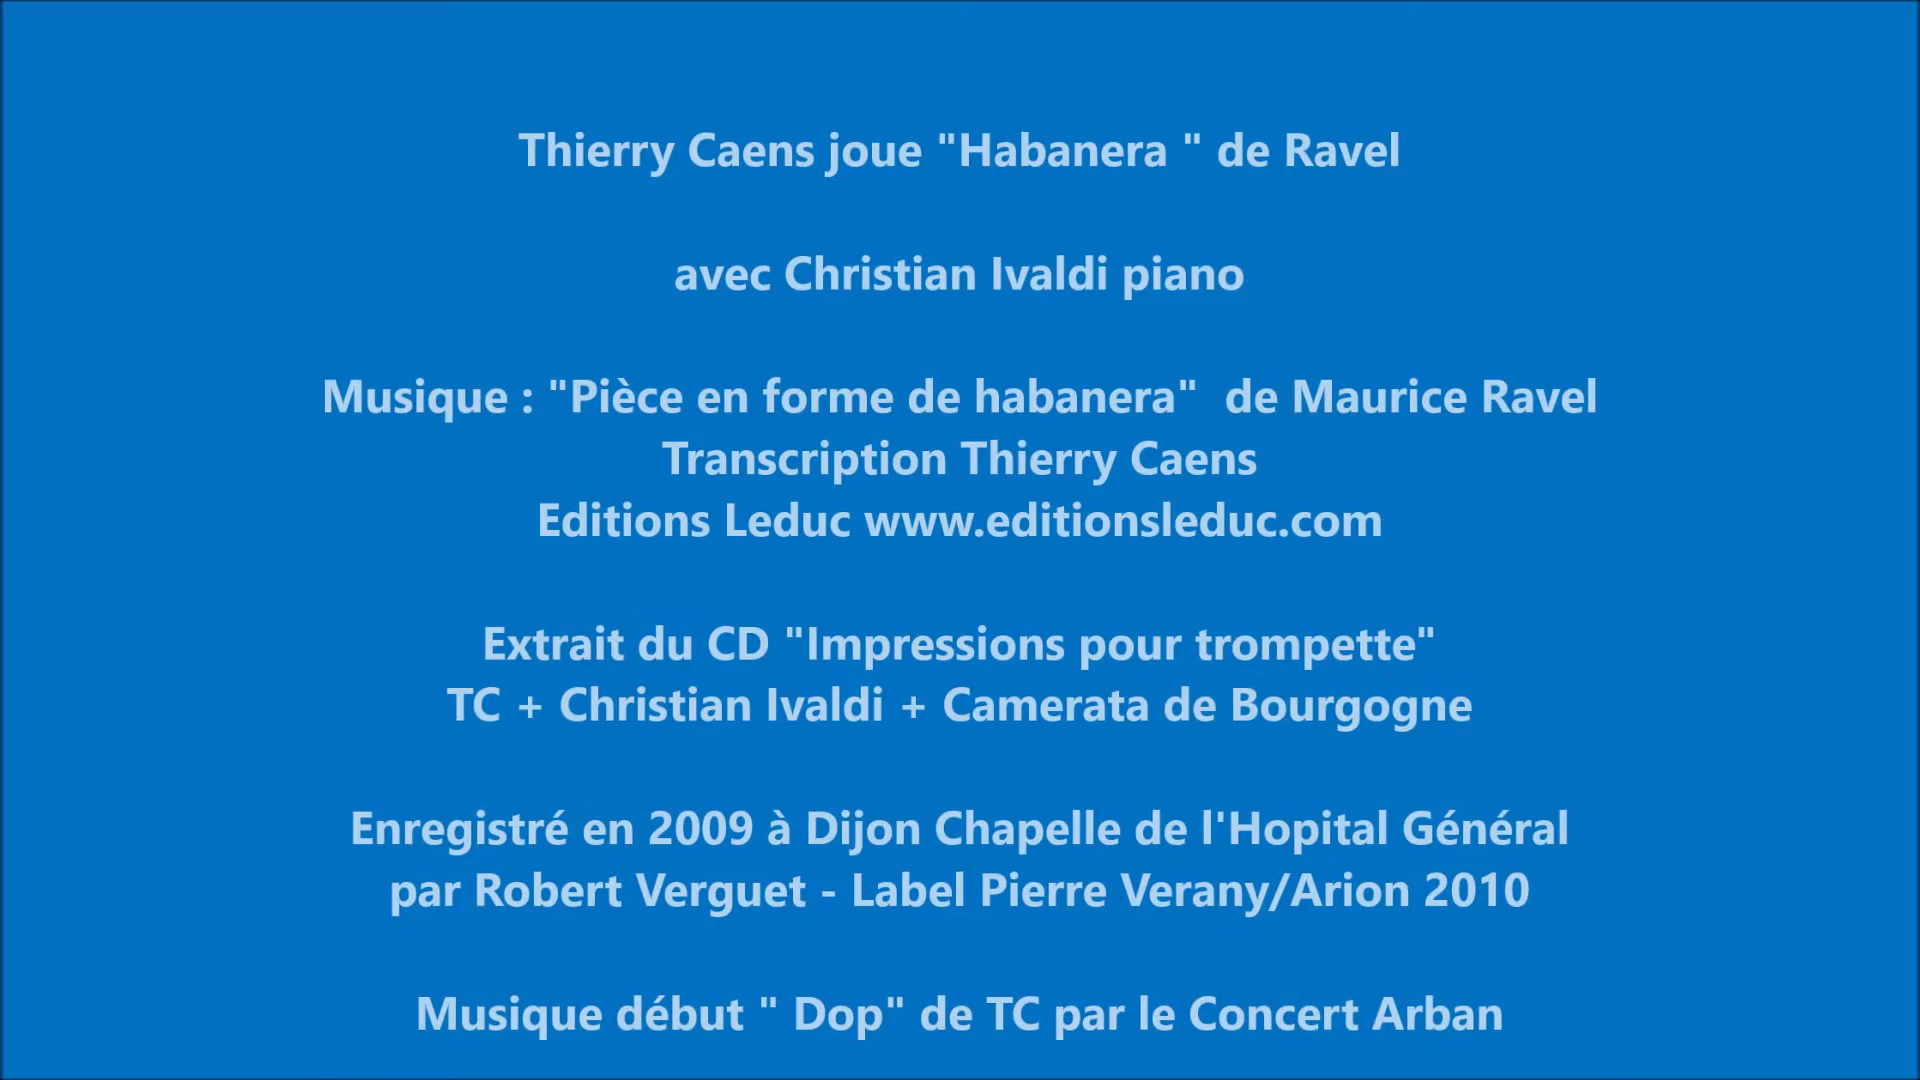 Thierry Caens joue "Habanera " de Ravel
avec Christian Ivaldi piano
Musique : "Pièce en forme de habanera"  de Maurice Ravel
Transcription Thierry Caens
Editions Leduc www.editionsleduc.com
Extrait du CD "Impressions pour trompette"
TC + Christian Ivaldi + Camerata de Bourgogne
Enregistré en 2009 à Dijon Chapelle de l'Hopital Général
par Robert Verguet - Label Pierre Verany/Arion 2010
Musique début " Dop" de TC par le Concert Arban